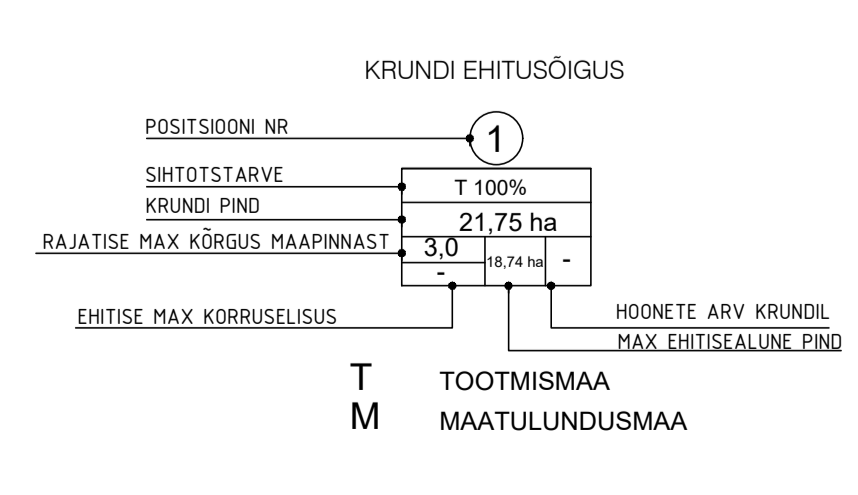 KRUNDI EHITUSÕIGUS
POSITSIOONI NR
1
SIHTOTSTARVE
T 100%
KRUNDI PIND
21,75 ha
RAJATISE MAX KÕRGUS MAAPINNAST
3,0
18,74 ha
-
-
EHITISE MAX KORRUSELISUS
HOONETE ARV KRUNDIL
MAX EHITISEALUNE PIND
T TOOTMISMAA
M MAATULUNDUSMAA